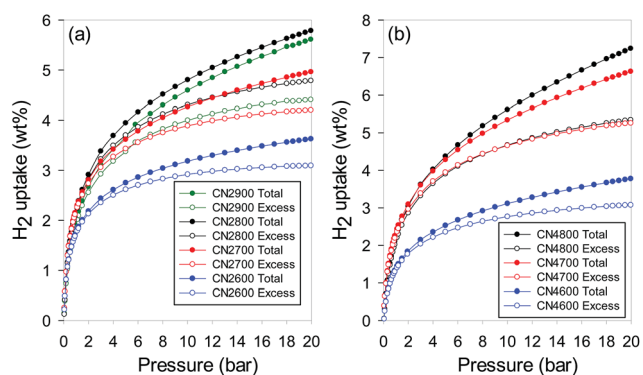 (a)
H2 uptake (wt%)
6
5
4
3
2
1
0
CN2900 Total
CN2900 Excess
CN2800 Total
CN2800 Excess
CN2700 Total
CN2700 Excess
CN2600 Total
CN2600 Excess
0 2 4 6 8 10 12 14 16 18 20
Pressure (bar)
(b)
H2 uptake (wt%)
8
7
6
5
4
3
2
1
0
CN4800 Total
CN4800 Excess
CN4700 Total
CN4700 Excess
CN4600 Total
CN4600 Excess
0 2 4 6 8 10 12 14 16 18 20
Pressure (bar)